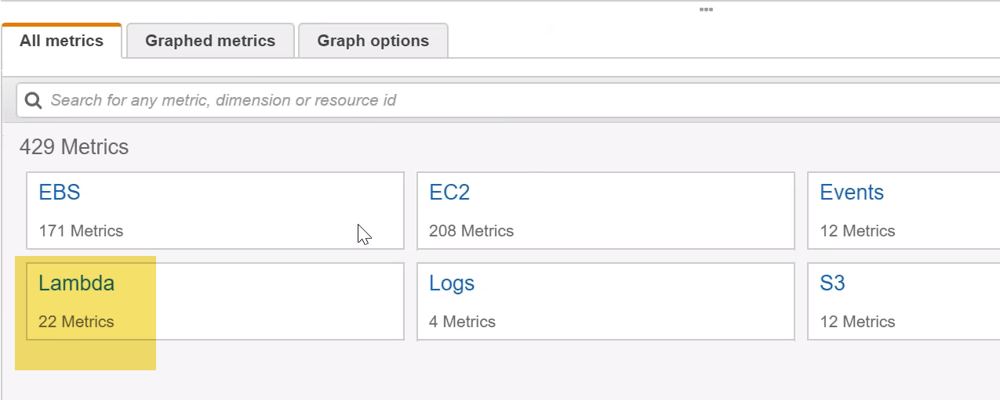 All metrics Graphed metrics Graph options
Search for any metric, dimension or resource id
429 Metrics
EBS EC2 Events
171 Metrics 208 Metrics 12 Metrics
Lambda Logs S3
22 Metrics 4 Metrics 12 Metrics